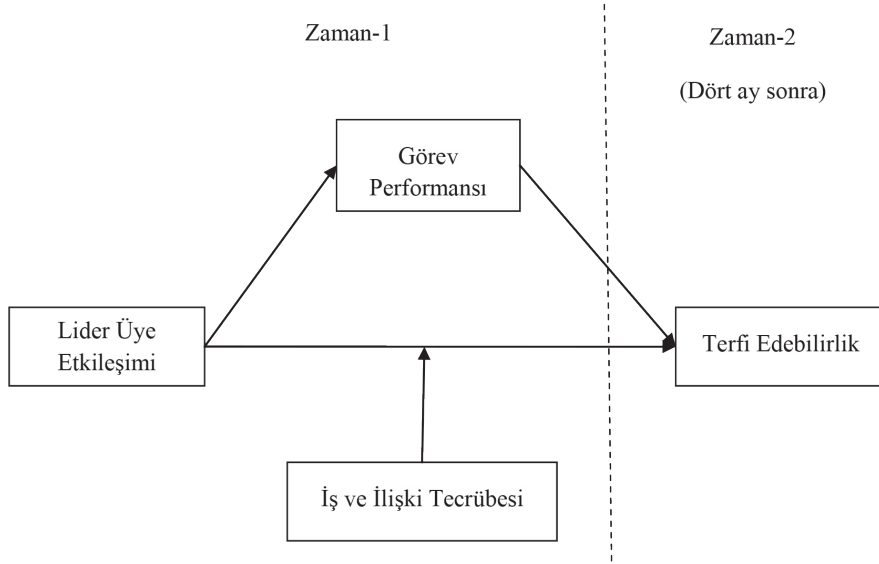 Zaman-1
Zaman-2
(Dört ay sonra)
Görev
Performansı
Lider Üye
Etkileşimi
Terfi Edebilirlik
İş ve İlişki Tecrübesi